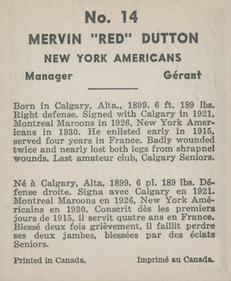 No. 14
MERVIN "RED" DUTTON
NEW YORK AMERICANS
Manager Gérant
Born in Calgary, Alta., 1899. 6 ft. 189 lbs.
Right defense. Signed with Calgary in 1921,
Montreal Maroons in 1926, New York Amer-
icans in 1930. He enlisted early in 1915,
served four years in France. Badly wounded
twice and nearly lost both legs from shrapnel
wounds. Last amateur club, Calgary Seniors.
Né à Calgary, Alta, 1899. 6 pl. 189 lbs. Dé-
fense droite. Signa avec Calgary en 1921.
Montreal Maroons en 1926, New York Amé-
ricans en 1930. Conscrit dès les premiers
jours de 1915, il servit quatre ans en France.
Blessé deux fois grièvement, il faillit perdre
ses deux jambes, blessées par des éclats
Seniors.
Printed in Canada. Imprimé au Canada.